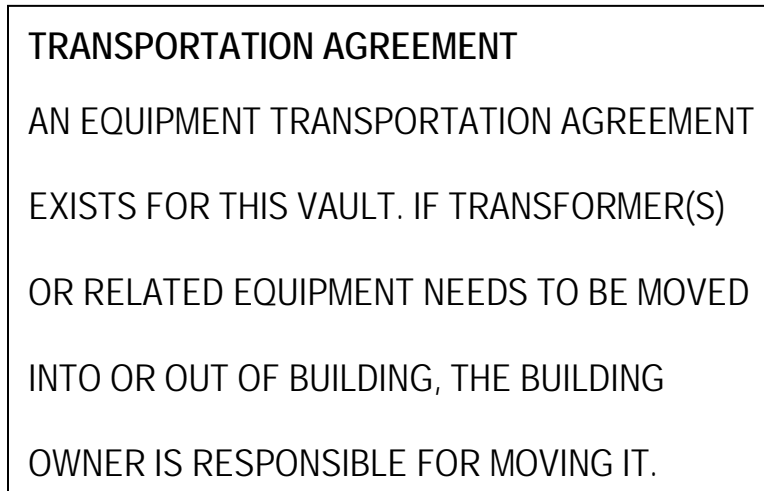 TRANSPORTATION AGREEMENT
AN EQUIPMENT TRANSPORTATION AGREEMENT
EXISTS FOR THIS VAULT. IF TRANSFORMER(S)
OR RELATED EQUIPMENT NEEDS TO BE MOVED
INTO OR OUT OF BUILDING, THE BUILDING
OWNER IS RESPONSIBLE FOR MOVING IT.